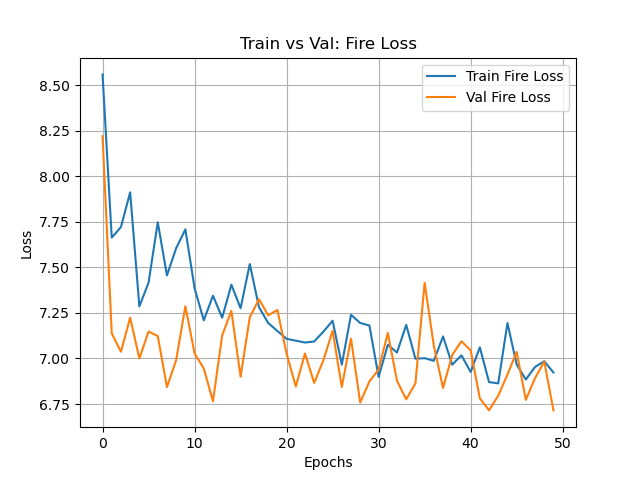 Train vs Val: Fire Loss
Train Fire Loss
Val Fire Loss
Loss
8.50
8.25
8.00
7.75
7.50
7.25
7.00
6.75
0 10 20 30 40 50
Epochs